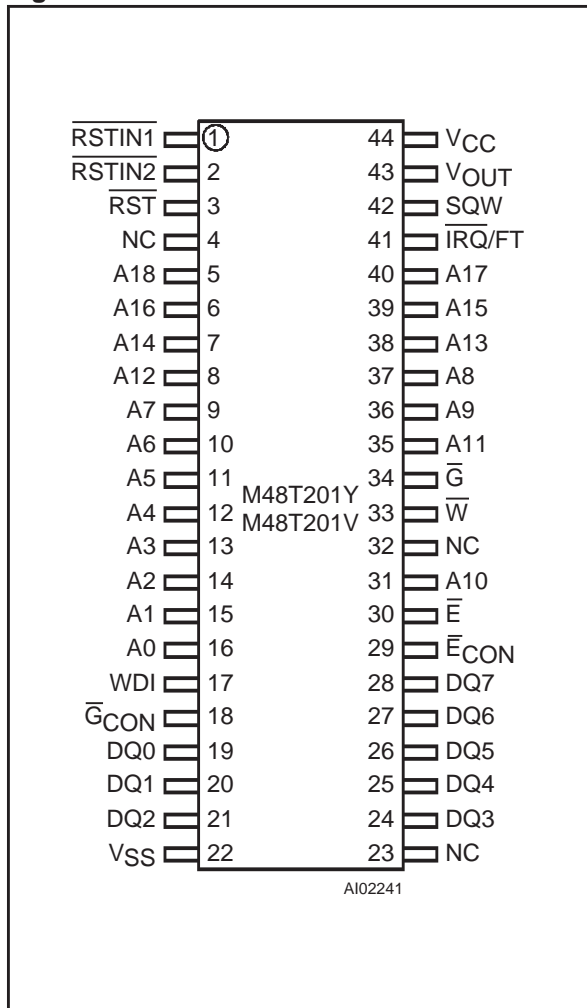 RSTIN1 1 44 VCC
RSTIN2 2 43 VOUT
RST 3 42 SQW
NC 4 41 IRQ/FT
A18 5 40 A17
A16 6 39 A15
A14 7 38 A13
A12 8 37 A8
A7 9 36 A9
A6 10 35 A11
A5 11 34 G
M48T201Y
A4 12 33 W
M48T201V
A3 13 32 NC
A2 14 31 A10
A1 15 30 E
A0 16 29 ECON
WDI 17 28 DQ7
GCON 18 27 DQ6
DQ0 19 26 DQ5
DQ1 20 25 DQ4
DQ2 21 24 DQ3
VSS 22 23 NC
AI02241